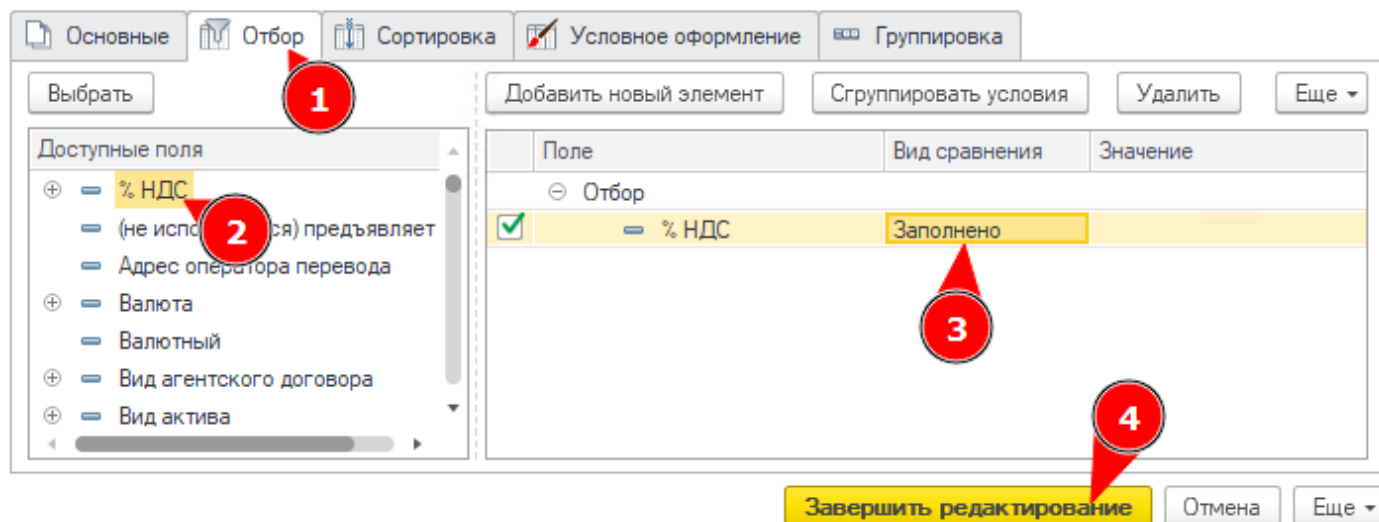 Основные Отбор Сортировка Условное оформление Группировка
1
Выбрать Добавить новый элемент Сгруппировать условия Удалить Еще
Доступные поля Поле Вид сравнения Значение
% НДС Отбор
2
(не исп ся) предъявляет % НДС Заполнено
Адрес оператора перевода
Валюта
3
Валютный
Вид агентского договора
Вид актива
4
Завершить редактирование Отмена Еще